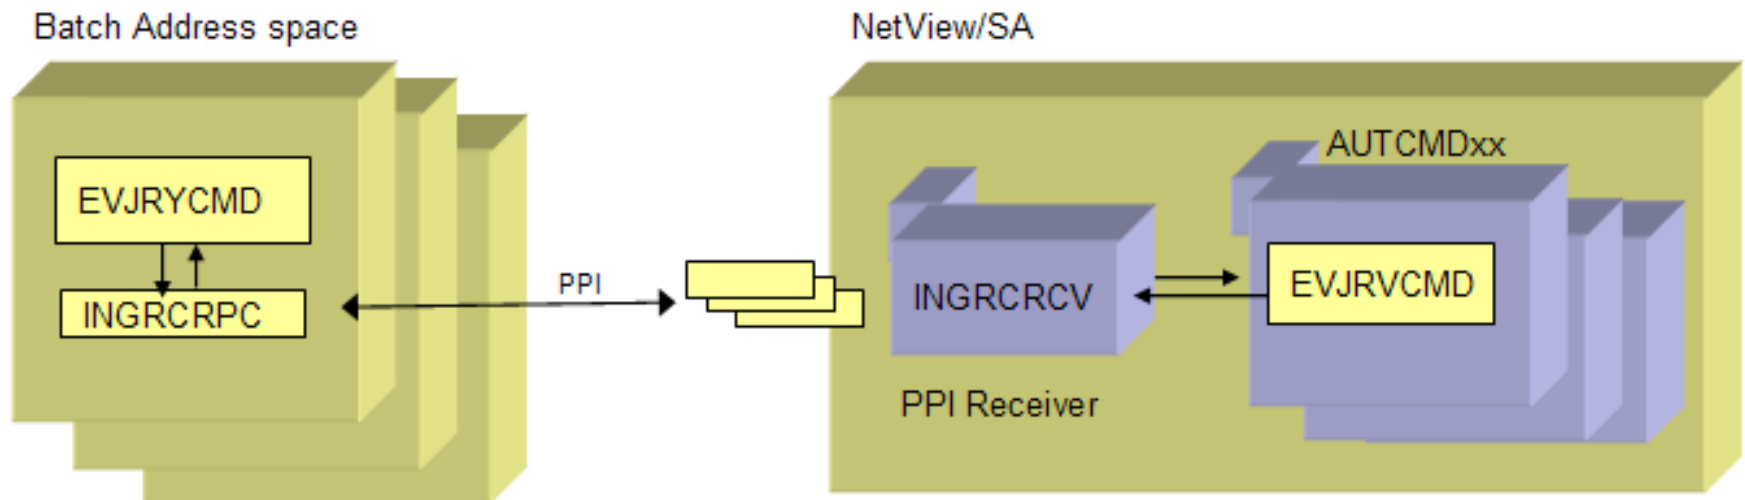 Batch Address space
NetView/SA
AUTCMDxx
EVJRYCMD
PPI
INGRCRCV
EVJRVCMD
INGRCRPC
PPI Receiver